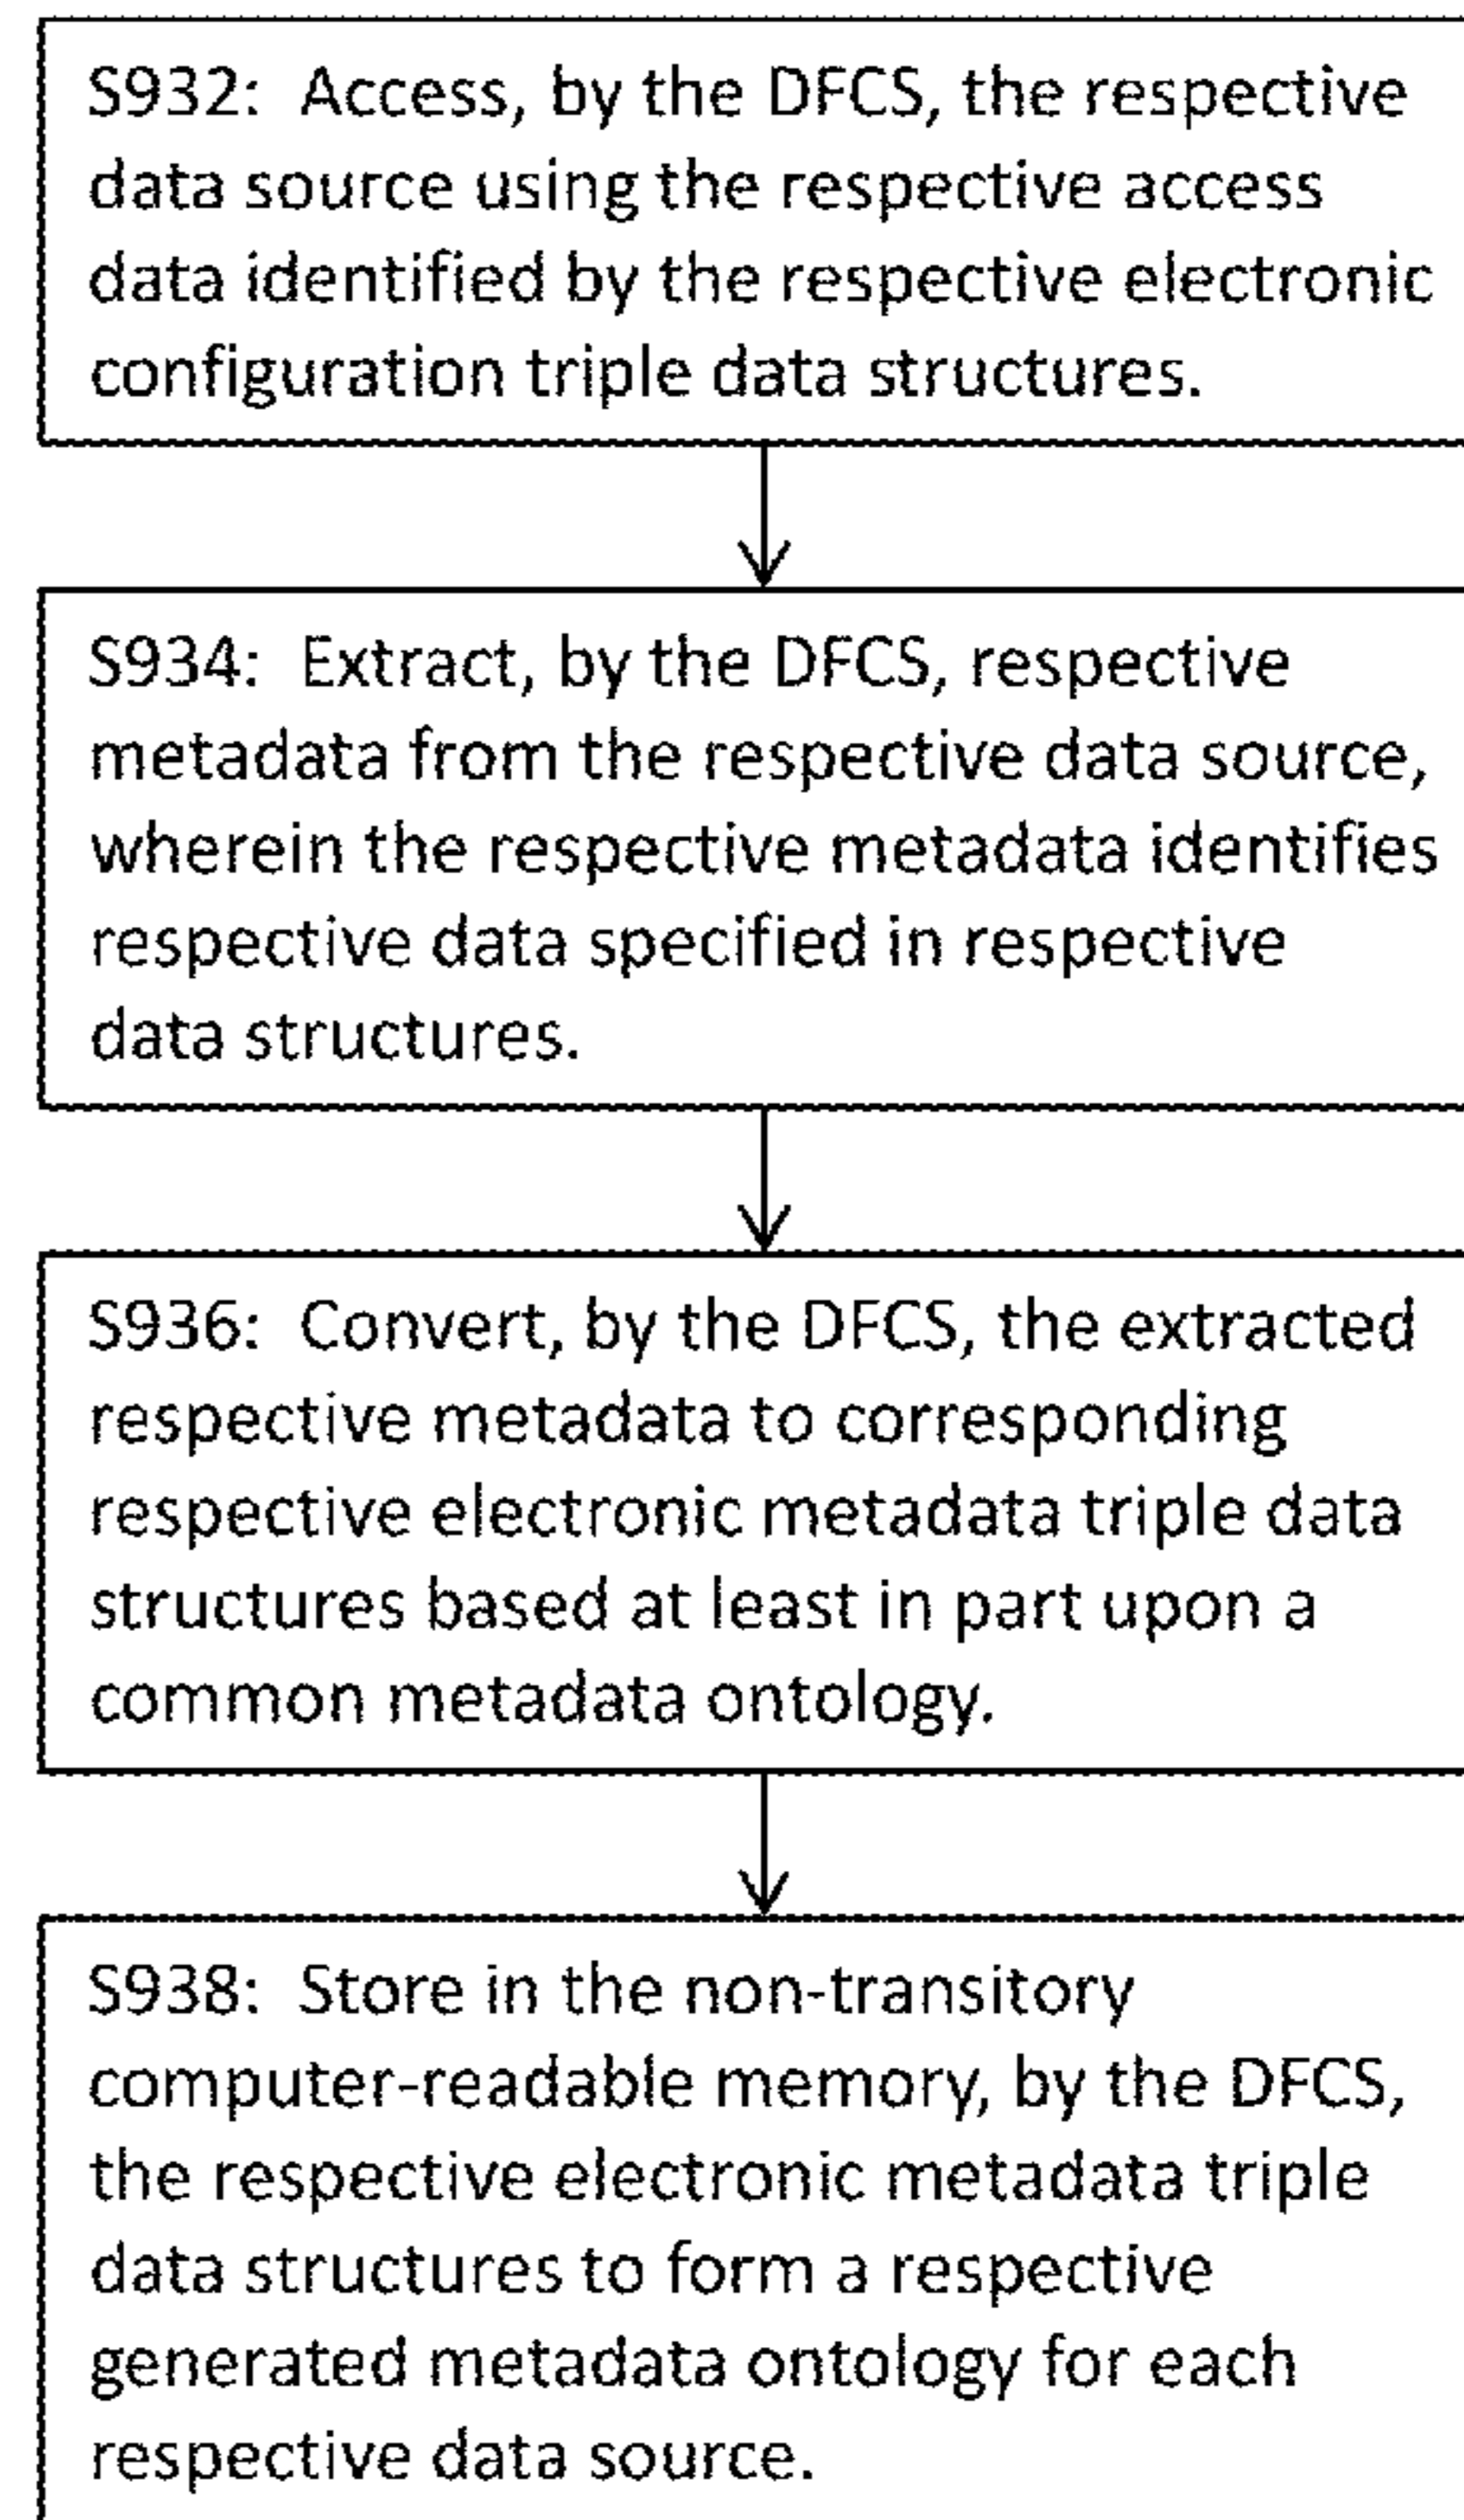 S932: Access, by the DFCS, the respective
data source using the respective access
data identified by the respective electronic
configuration triple data structures.
S934: Extract, by the DFCS, respective
metadata from the respective data source,
wherein the respective metadata identifies
respective data specified in respective
data structures.
S936: Convert, by the DFCS, the extracted
respective metadata to corresponding
respective electronic metadata triple data
structures based at least in part upon a
common metadata ontology.
S938: Store in the non-transitory
computer-readable memory, by the DFCS,
the respective electronic metadata triple
data structures to form a respective
generated metadata ontology for each
respective data source.